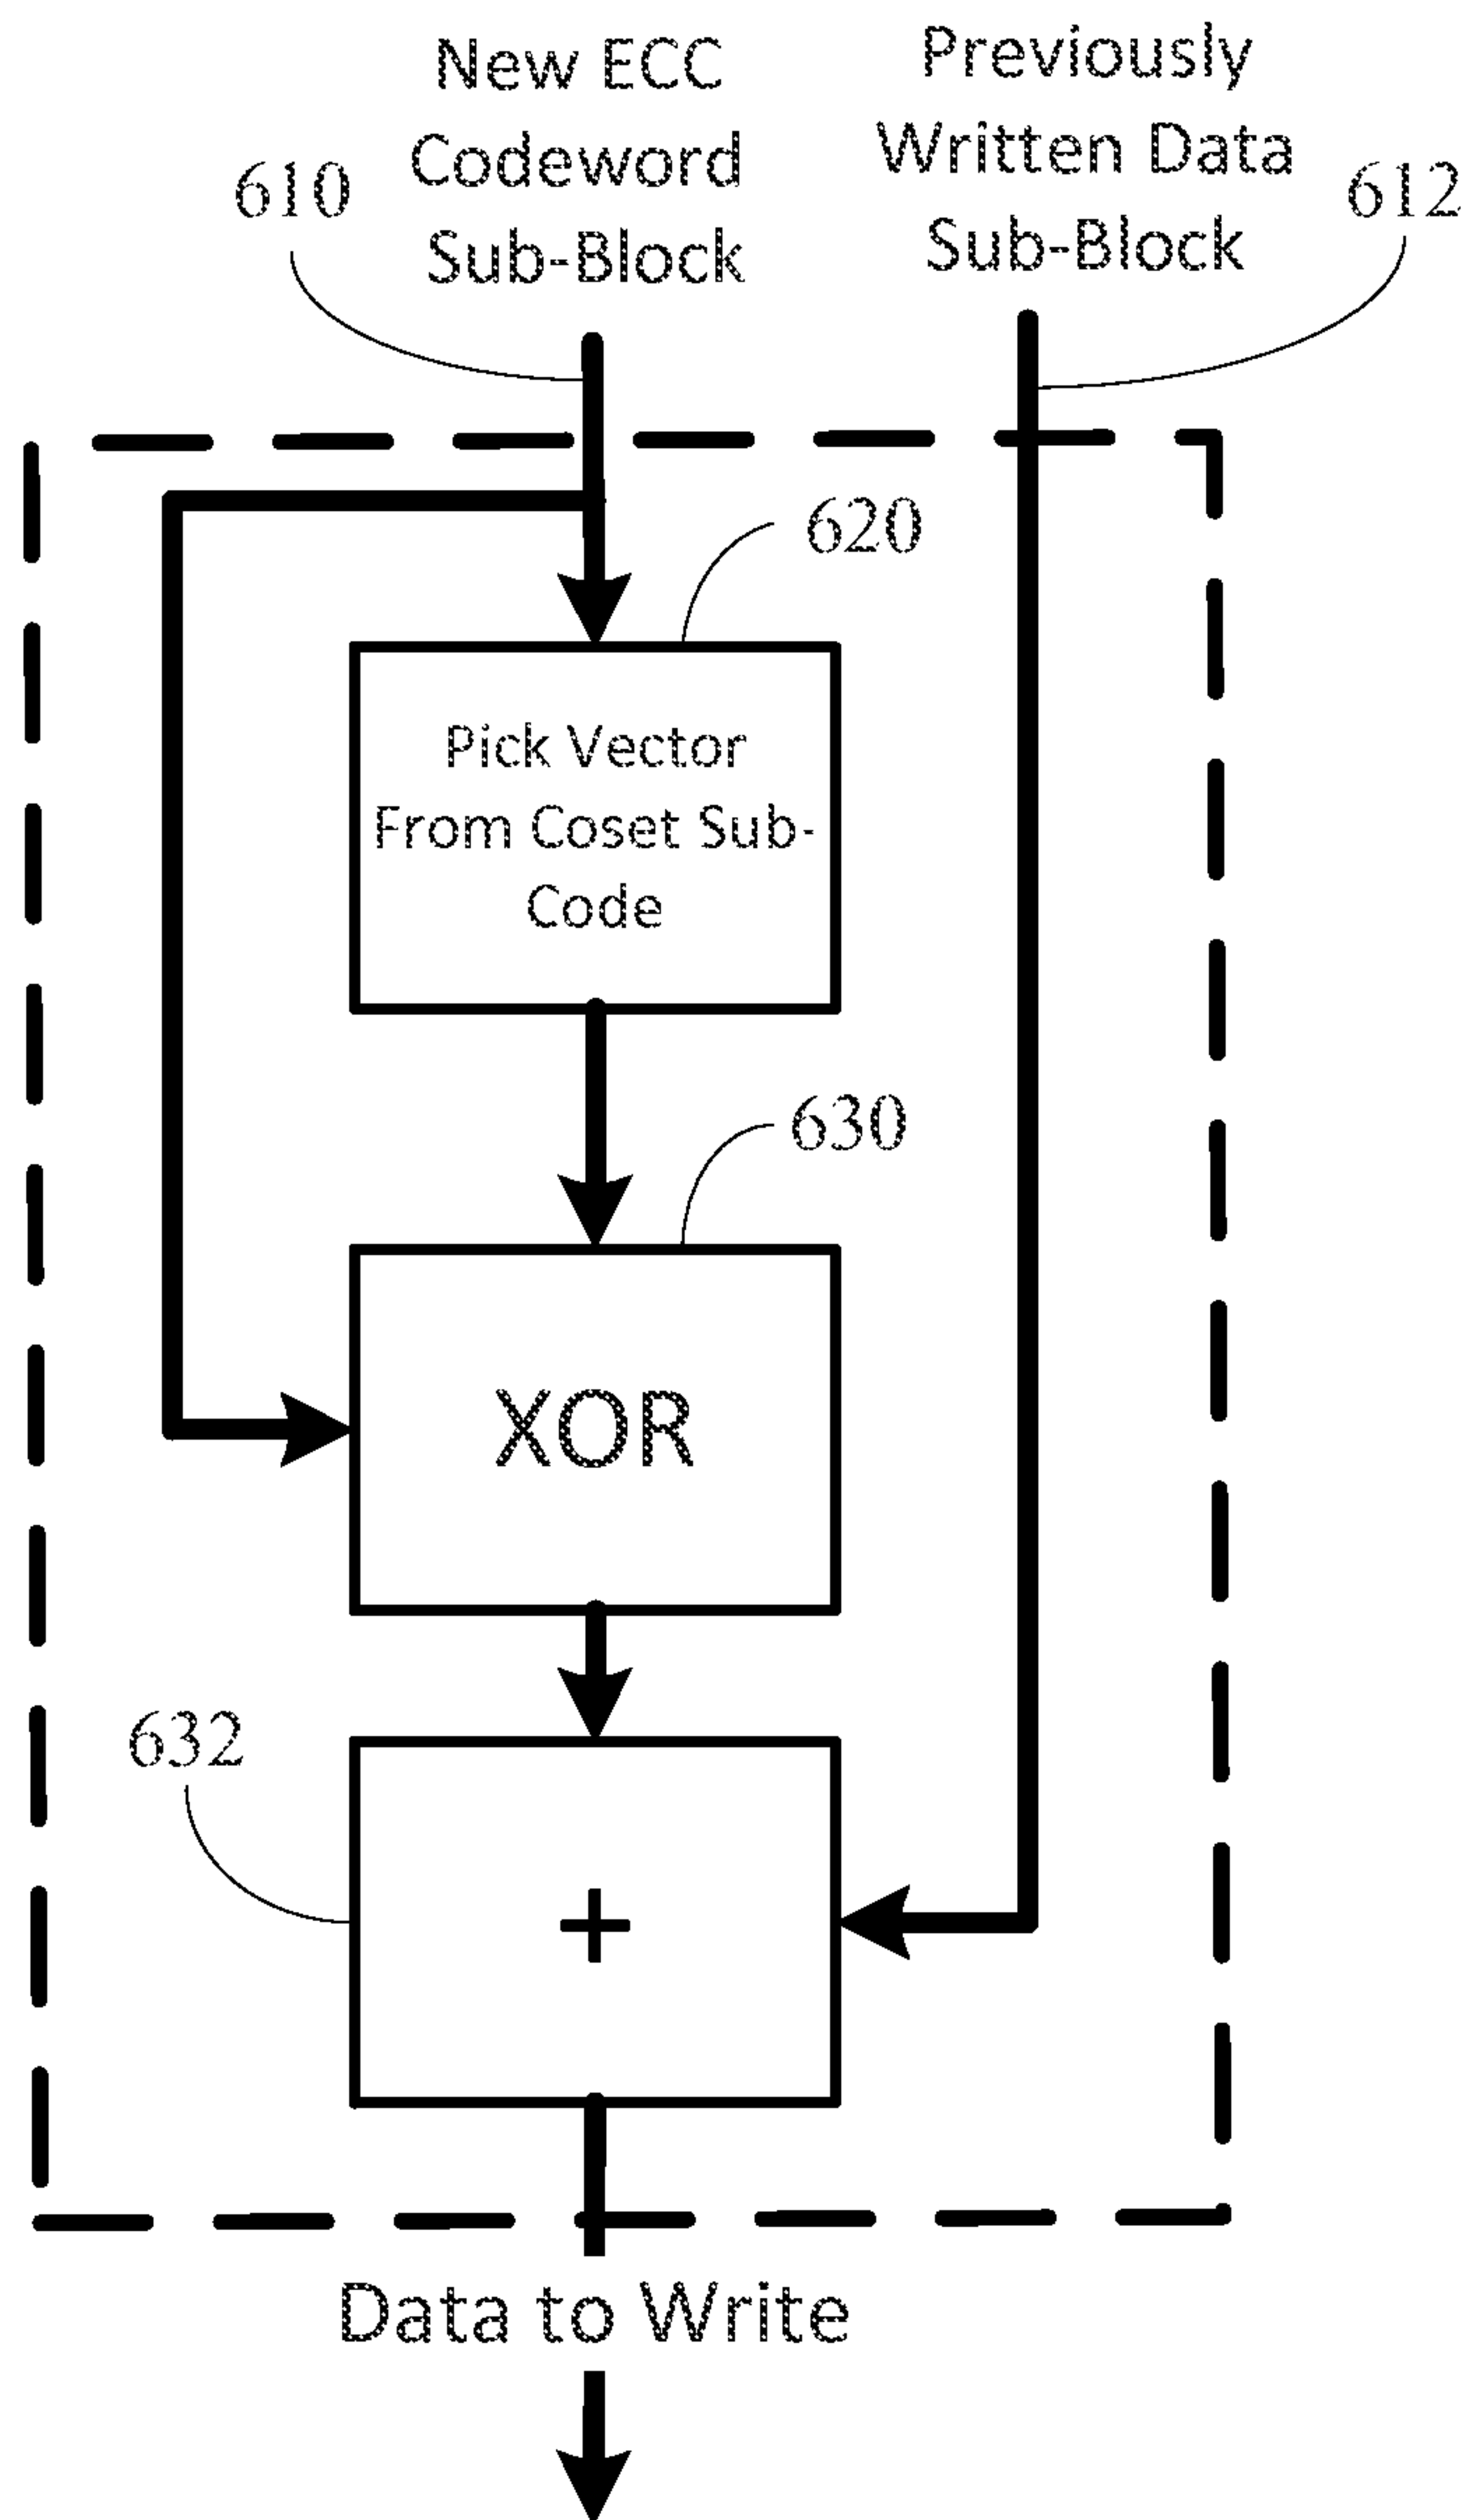 New ECC
Codeword
Sub-Block
Previously
Written Data
Sub-Block
610
612
620
Pick Vector
From Coset Sub-
Code
630
XOR
632
+
Data to Write